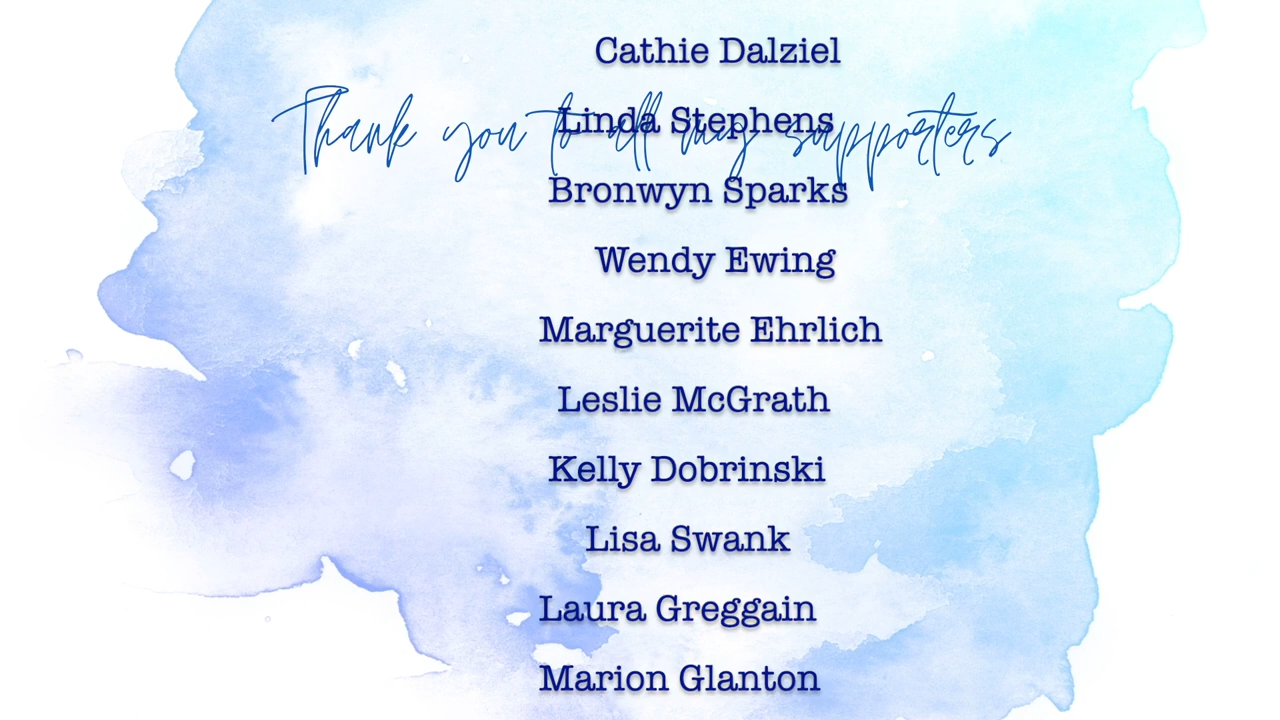 Cathie Dalziel
Thank you to all my supporters
Linda Stephens
Bronwyn Sparks
Wendy Ewing
Marguerite Ehrlich
Leslie McGrath
Kelly Dobrinski
Lisa Swank
Laura Greggain
Marion Glanton